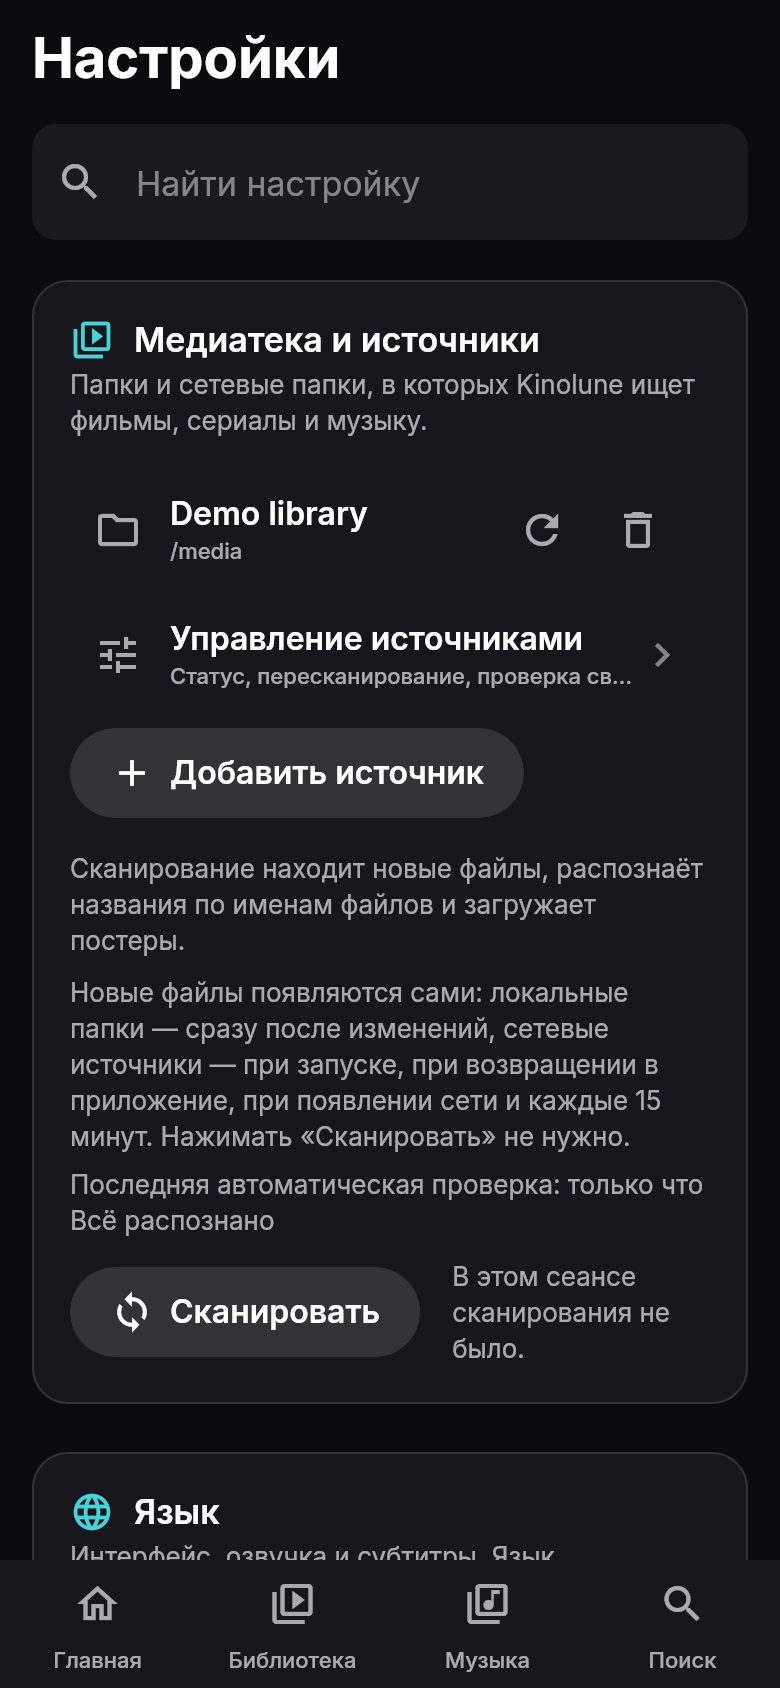 Настройки
Найти настройку
Медиатека и источники
Папки и сетевые папки, в которых Kinolune ищет
фильмы, сериалы и музыку.
Demo library
/media
Управление источниками
Статус, пересканирование, проверка св...
Добавить источник
Сканирование находит новые файлы, распознаёт
названия по именам файлов и загружает
постеры.
Новые файлы появляются сами: локальные
папки — сразу после изменений, сетевые
источники — при запуске, при возвращении в
приложение, при появлении сети и каждые 15
минут. Нажимать «Сканировать» не нужно.
Последняя автоматическая проверка: только что
Всё распознано
Сканировать
В этом сеансе
сканирования не
было.
Язык
Интерфейс, озвучка и субтитры. Язык
Главная
Библиотека
Музыка
Поиск